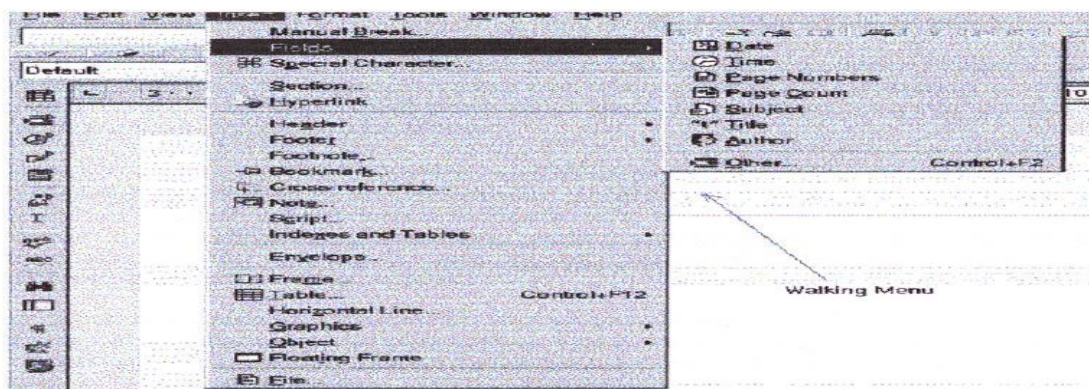 File Edit View Insert Format Tools Window Help
Manual Break...
Fields
Special Character...
Section...
Hyperlink
Header
Footer
Footnote...
Bookmark...
Cross-reference...
Note...
Script...
Indexes and Tables
Envelope...
Frame...
Table... Control+F12
Horizontal Line...
Graphics
Object
Floating Frame
File...
Date
Time
Page Numbers
Page Count
Subject
Title
Author
Other... Control+F2
Default
Walking Menu